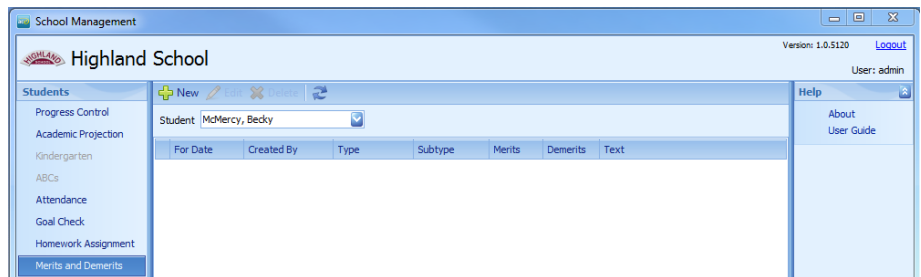 School Management
Version: 1.0.5120 Logout
HIGHLAND Highland School
User: admin
Students
Progress Control
Academic Projection
Kindergarten
ABCs
Attendance
Goal Check
Homework Assignment
Merits and Demerits
New Edit Delete
Student McMercy, Becky
For Date Created By Type Subtype Merits Demerits Text
Help
About
User Guide